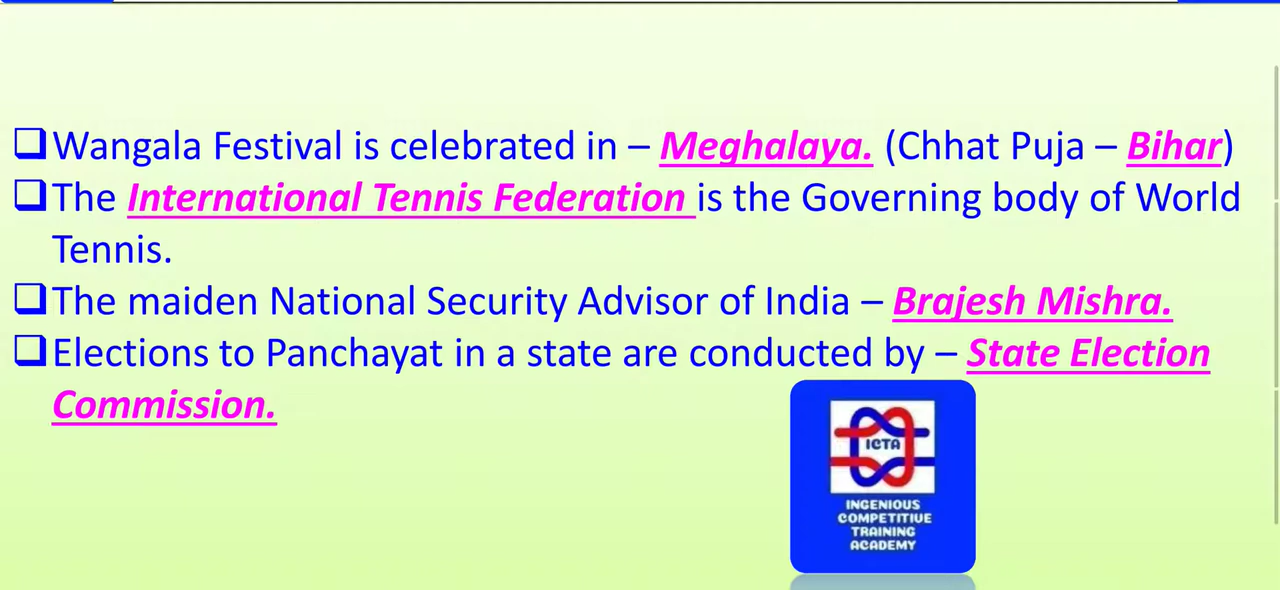 ❑Wangala Festival is celebrated in – Meghalaya. (Chhat Puja – Bihar)
❑The International Tennis Federation is the Governing body of World
Tennis.
❑The maiden National Security Advisor of India – Brajesh Mishra.
❑Elections to Panchayat in a state are conducted by – State Election
Commission.
ICTA
INGENIOUS
COMPETITIVE
TRAINING
ACADEMY